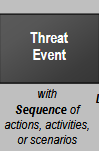 Threat
Event
with
Sequence of
actions, activities,
or scenarios